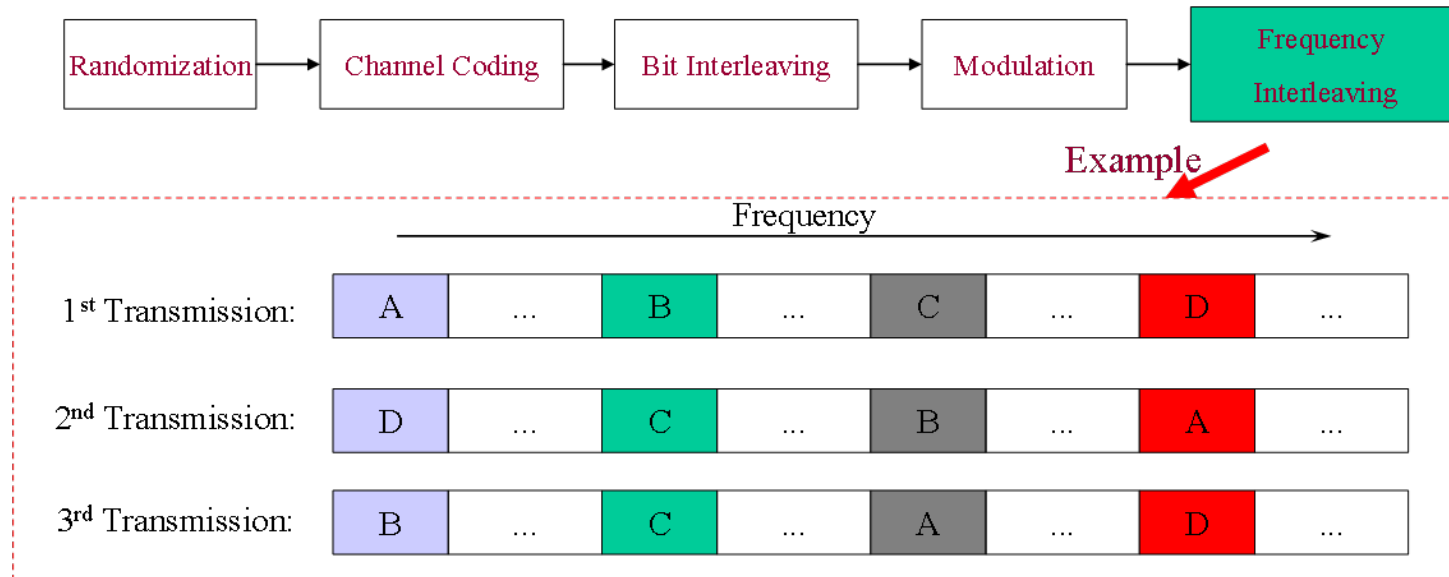 Randomization
Channel Coding
Bit Interleaving
Modulation
Frequency
Interleaving
Example
Frequency
1st Transmission: A ... B ... C ... D ...
2nd Transmission: D ... C ... B ... A ...
3rd Transmission: B ... C ... A ... D ...